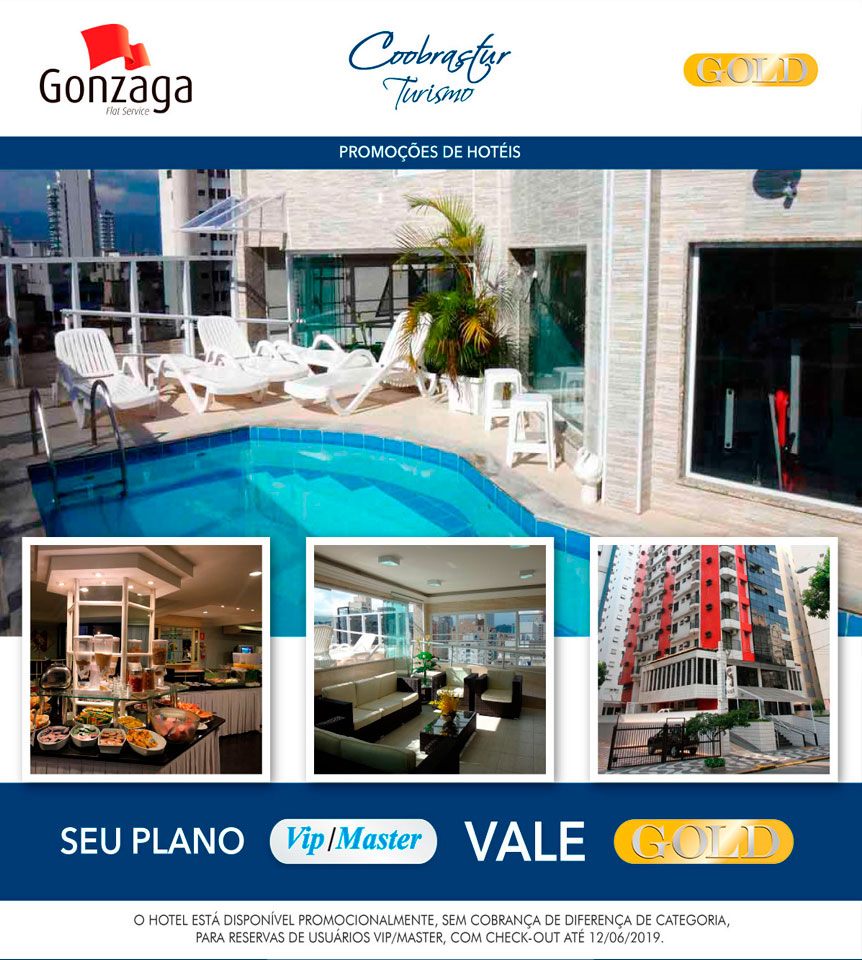 Gonzaga
Flat Service
Coobrastur
Turismo
GOLD
PROMOÇÕES DE HOTÉIS
SEU PLANO Vip/Master VALE GOLD
O HOTEL ESTÁ DISPONÍVEL PROMOCIONALMENTE, SEM COBRANÇA DE DIFERENÇA DE CATEGORIA,
PARA RESERVAS DE USUÁRIOS VIP/MASTER, COM CHECK-OUT ATÉ 12/06/2019.